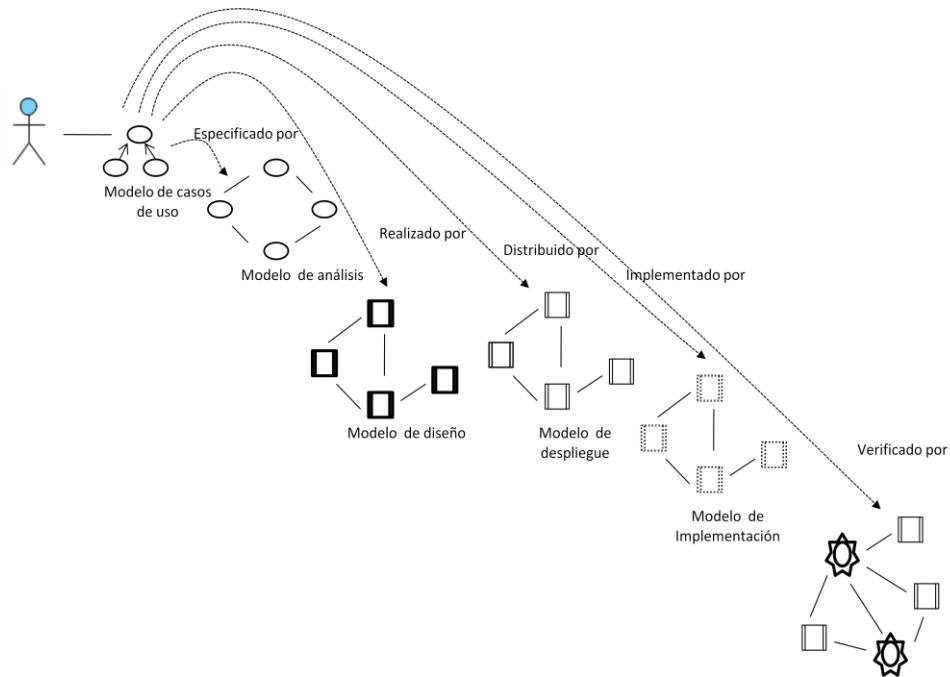 Especificado por
Modelo de casos
de uso
Modelo de análisis
Realizado por
Distribuido por
Implementado por
Modelo de diseño
Modelo de
despliegue
Verificado por
Modelo de
Implementación